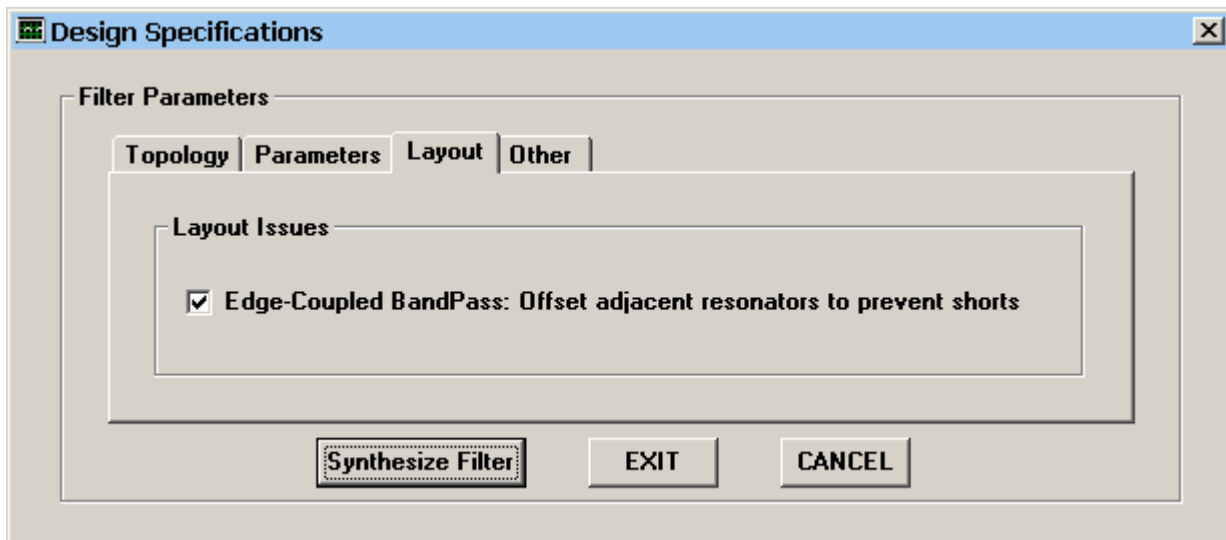 Design Specifications
Filter Parameters
Topology Parameters Layout Other
Layout Issues
Edge-Coupled BandPass: Offset adjacent resonators to prevent shorts
Synthesize Filter EXIT CANCEL